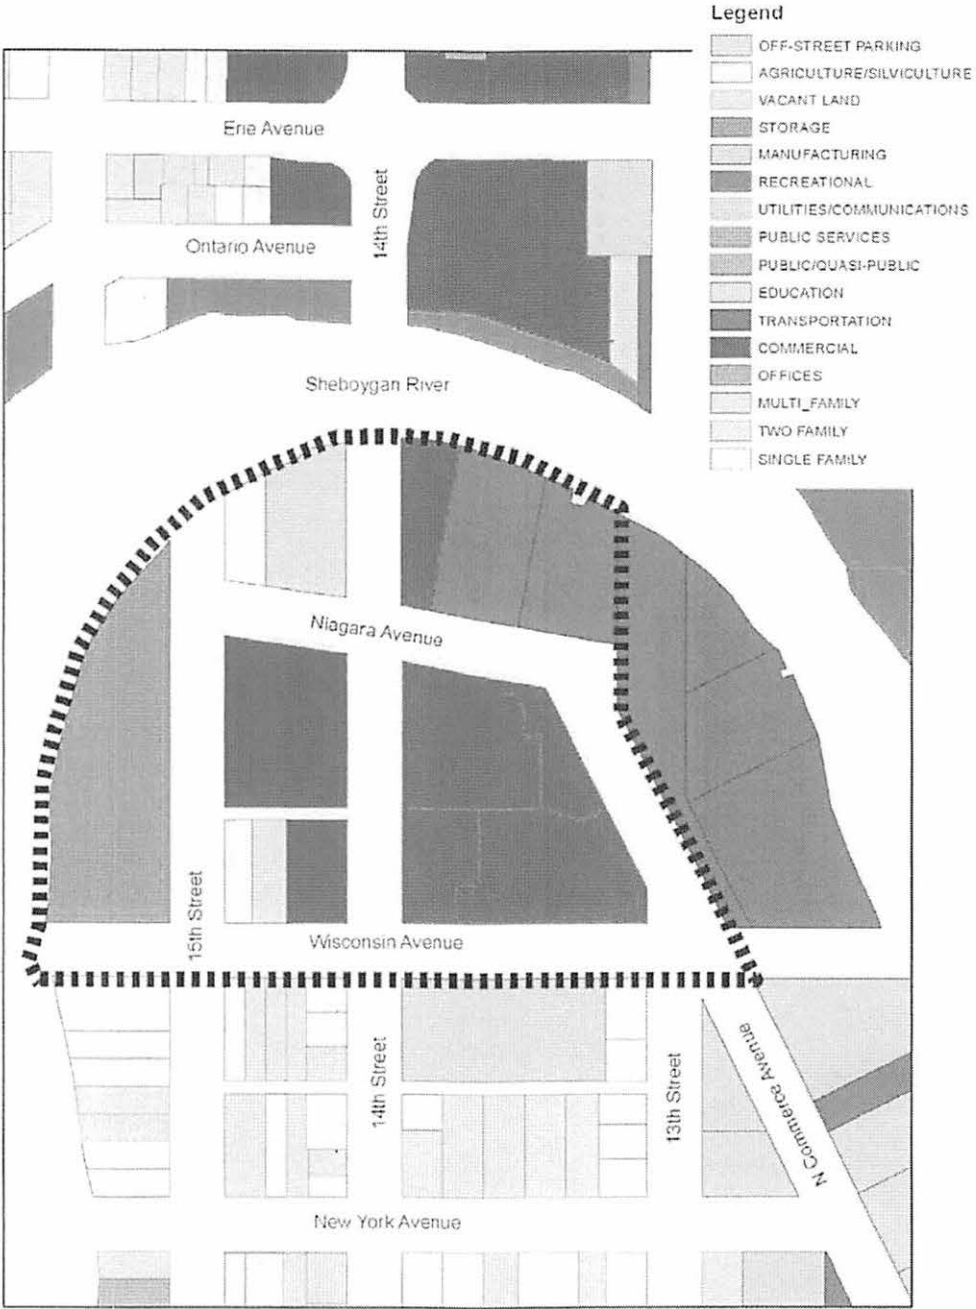 Legend
OFF-STREET PARKING
AGRICULTURE/SILVICULTURE
VACANT LAND
STORAGE
MANUFACTURING
RECREATIONAL
UTILITIES/COMMUNICATIONS
PUBLIC SERVICES
PUBLIC/QUASI-PUBLIC
EDUCATION
TRANSPORTATION
COMMERCIAL
OFFICES
MULTI_FAMILY
TWO FAMILY
SINGLE FAMILY
Erie Avenue
14th Street
Ontario Avenue
Sheboygan River
Niagara Avenue
15th Street
Wisconsin Avenue
14th Street
13th Street
N Commerce Avenue
New York Avenue